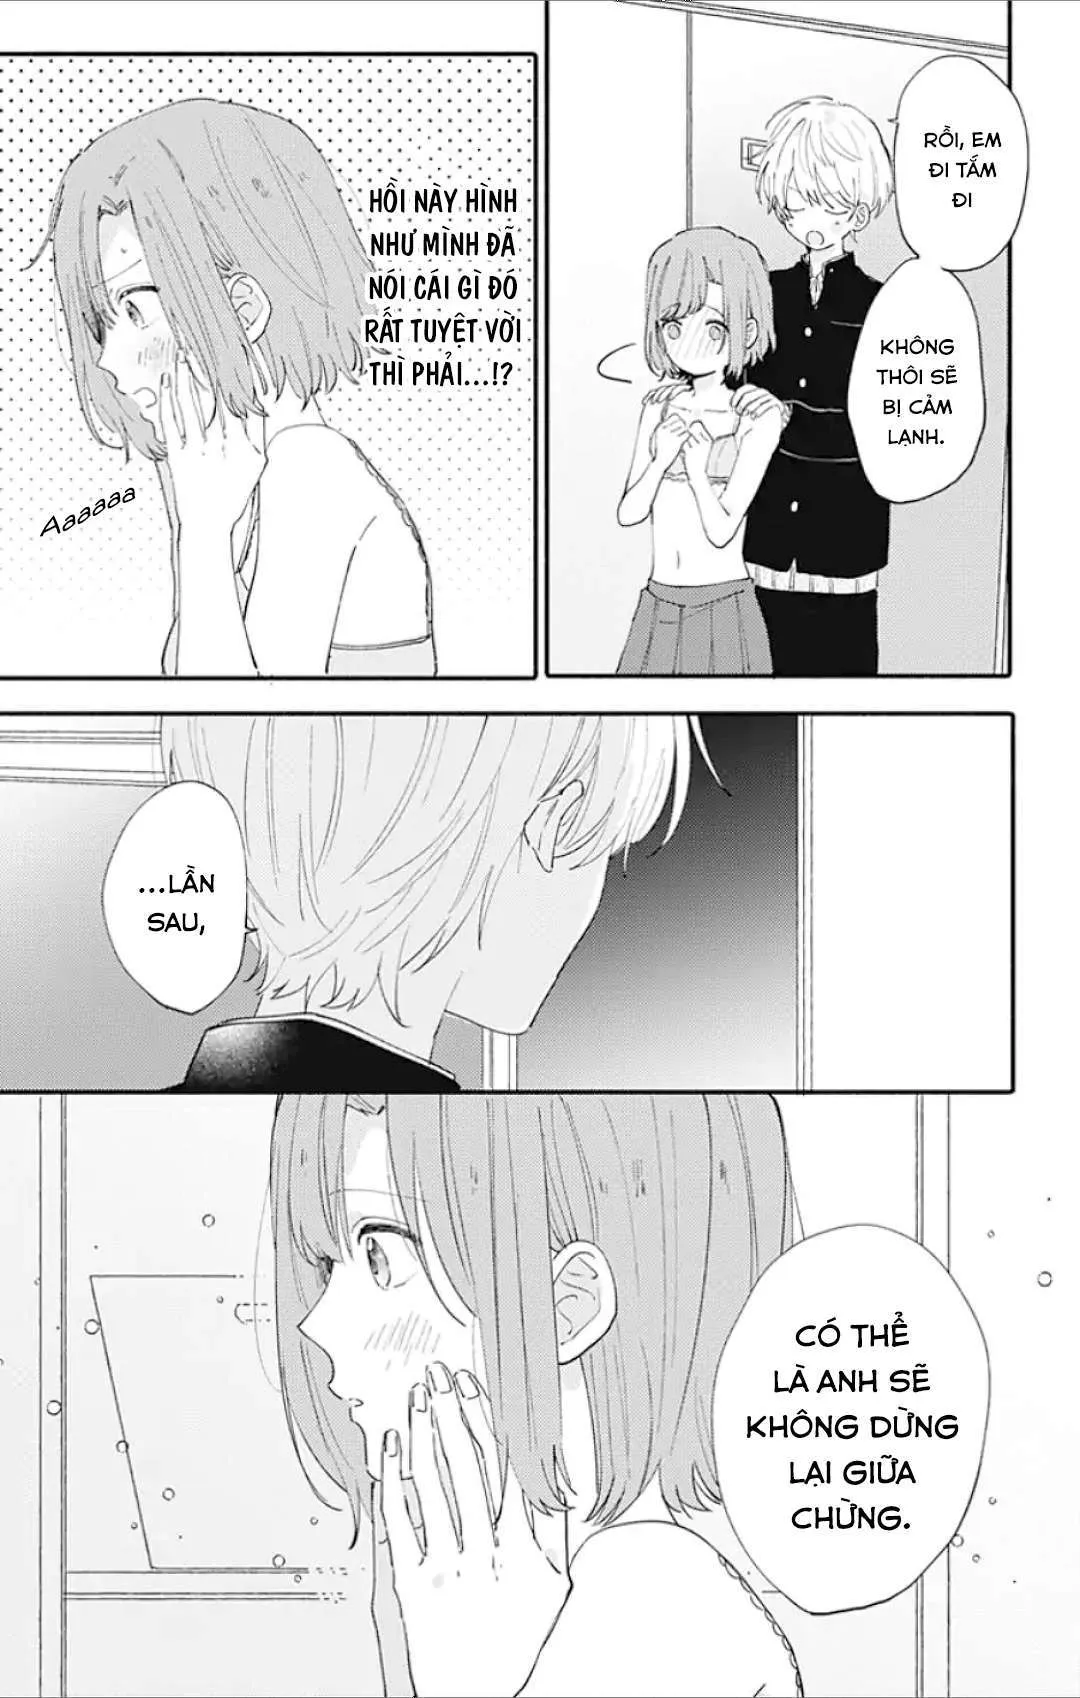 RỒI, EM
ĐI TẮM
ĐI
KHÔNG
THÔI SẼ
BỊ CẢM
LẠNH.
HỒI NÀY HÌNH
NHƯ MÌNH ĐÃ
NÓI CÁI GÌ ĐÓ
RẤT TUYỆT VỜI
THÌ PHẢI...!?
Aaaaaa
...LẦN
SAU,
CÓ THỂ
LÀ ANH SẼ
KHÔNG DỪNG
LẠI GIỮA
CHỪNG.